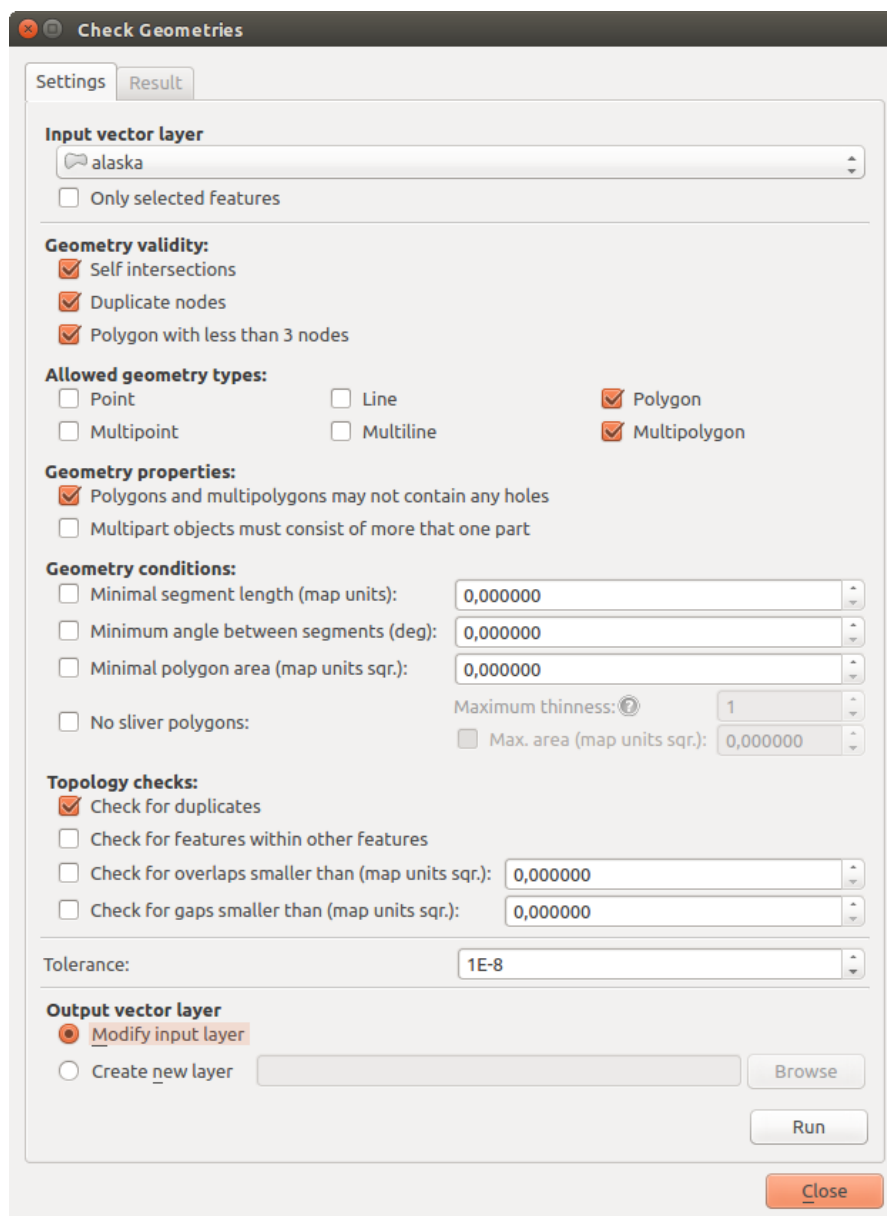 Check Geometries
Settings Result
Input vector layer
alaska
Only selected features
Geometry validity:
Self intersections
Duplicate nodes
Polygon with less than 3 nodes
Allowed geometry types:
Point Line Polygon
Multipoint Multiline Multipolygon
Geometry properties:
Polygons and multipolygons may not contain any holes
Multipart objects must consist of more that one part
Geometry conditions:
Minimal segment length (map units): 0,000000
Minimum angle between segments (deg): 0,000000
Minimal polygon area (map units sqr.): 0,000000
No sliver polygons: Maximum thinness: ? 1
Max. area (map units sqr.): 0,000000
Topology checks:
Check for duplicates
Check for features within other features
Check for overlaps smaller than (map units sqr.): 0,000000
Check for gaps smaller than (map units sqr.): 0,000000
Tolerance: 1E-8
Output vector layer
Modify input layer
Create new layer Browse
Run
Close